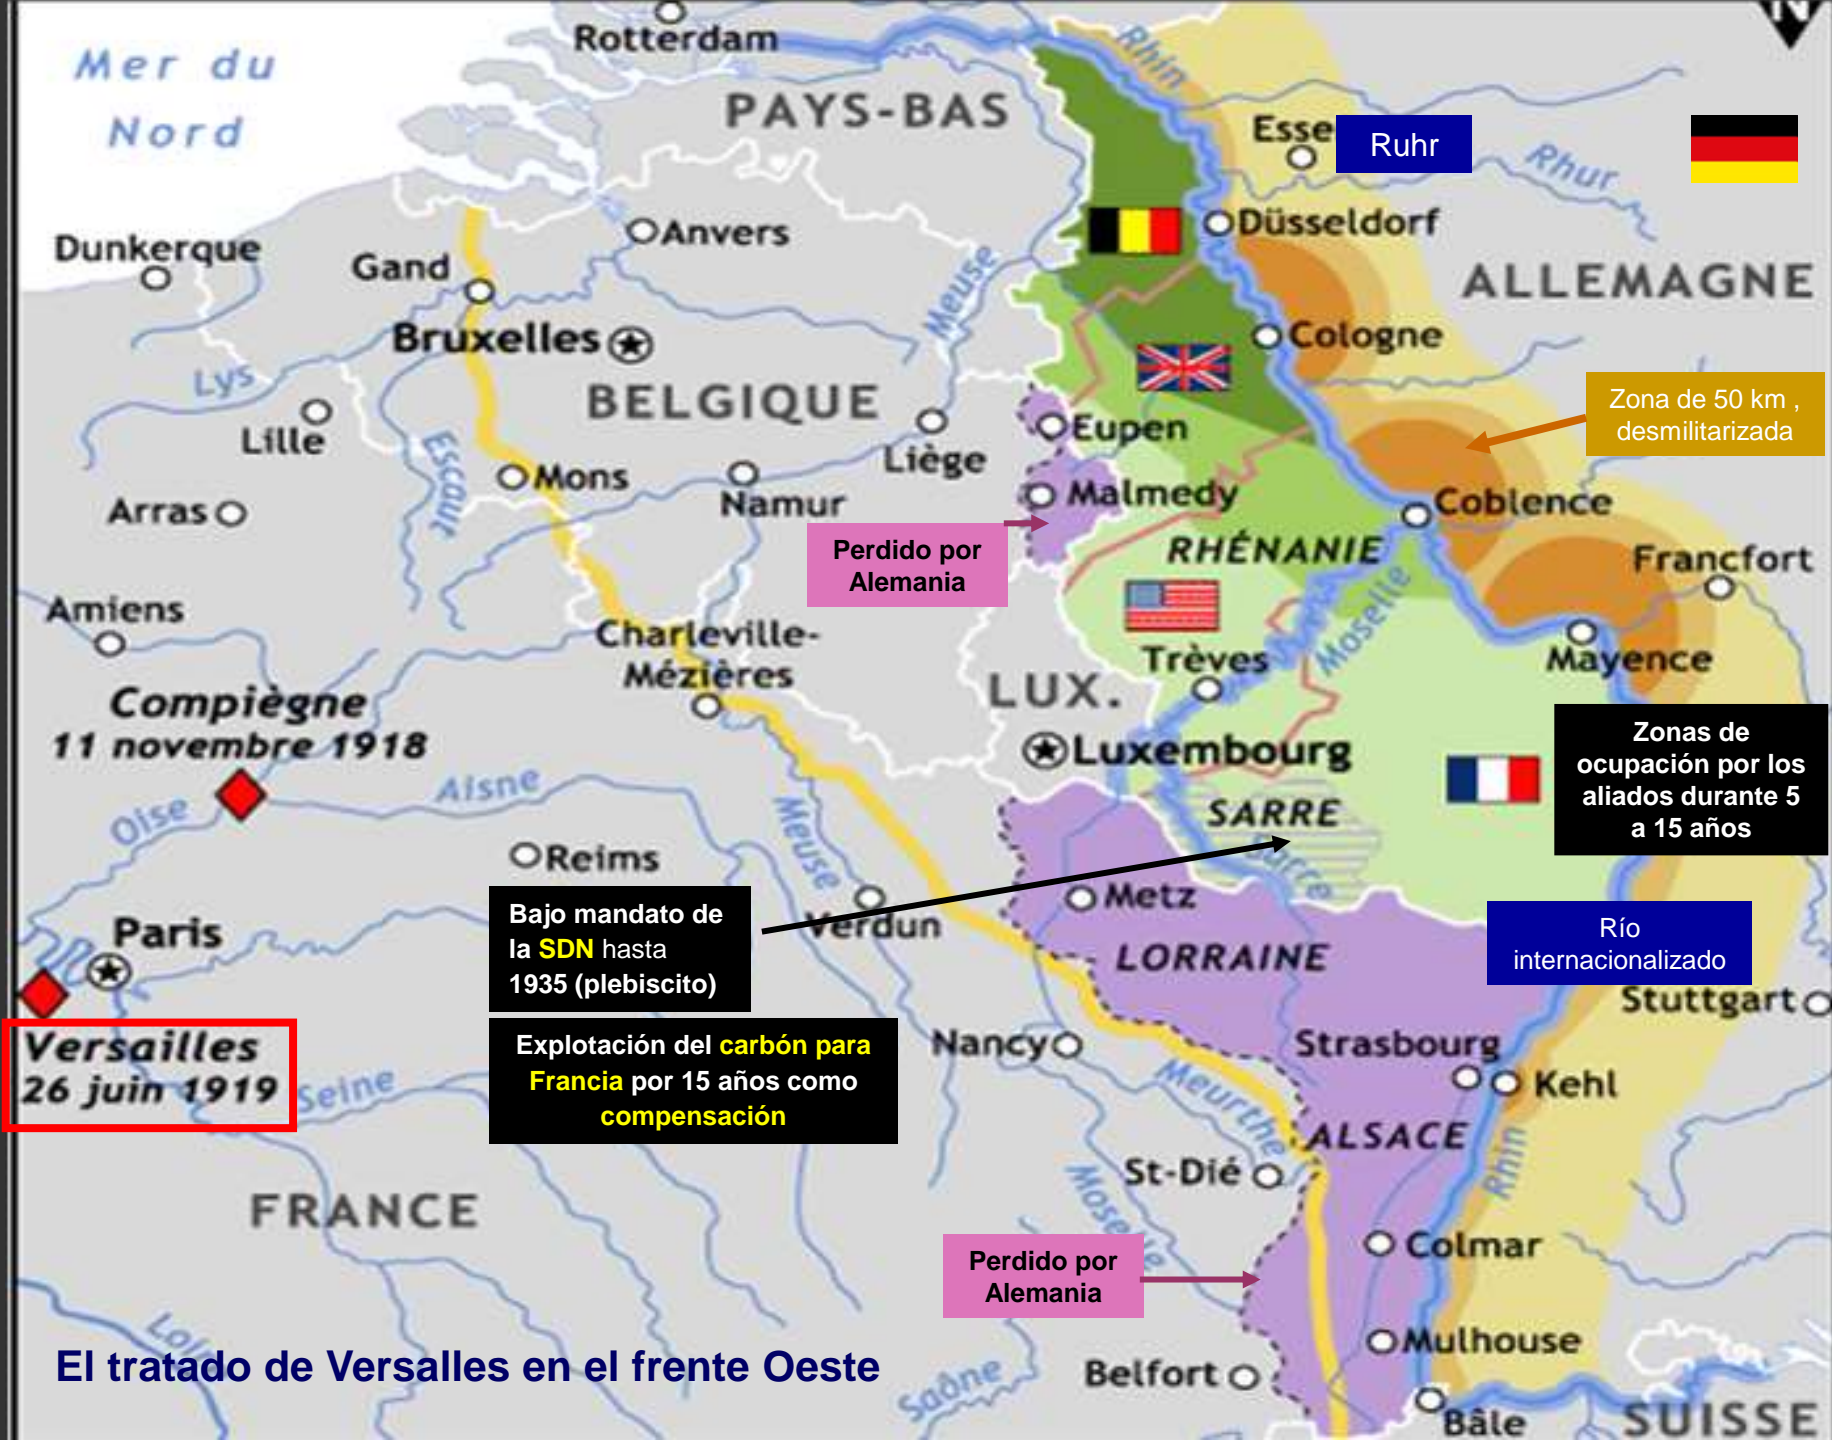 N
Rotterdam
Mer du
Nord
Rhin
PAYS-BAS
Esse
Ruhr
Rhur
Dunkerque
Gand
Anvers
Düsseldorf
Meuse
ALLEMAGNE
Bruxelles
Cologne
Lys
BELGIQUE
Zona de 50 km ,
desmilitarizada
Lille
Escaut
Eupen
Liège
Mons
Namur
Malmedy
Arras
Coblence
Perdido por
Alemania
RHÉNANIE
Francfort
Amiens
Charleville-
Mézières
Moselle
Trèves
Mayence
LUX.
Compiègne
11 novembre 1918
Luxembourg
Zonas de
ocupación por los
aliados durante 5
a 15 años
Aisne
Oise
Meuse
SARRE
Sarre
Reims
Metz
Verdun
Bajo mandato de
la SDN hasta
1935 (plebiscito)
Paris
LORRAINE
Río
internacionalizado
Stuttgart
Versailles
26 juin 1919
Seine
Explotación del carbón para
Francia por 15 años como
compensación
Nancy
Strasbourg
Kehl
Meurthe
ALSACE
Rhin
St-Dié
Moselle
FRANCE
Perdido por
Alemania
Colmar
Mulhouse
El tratado de Versalles en el frente Oeste
Belfort
Saône
Bâle
SUISSE